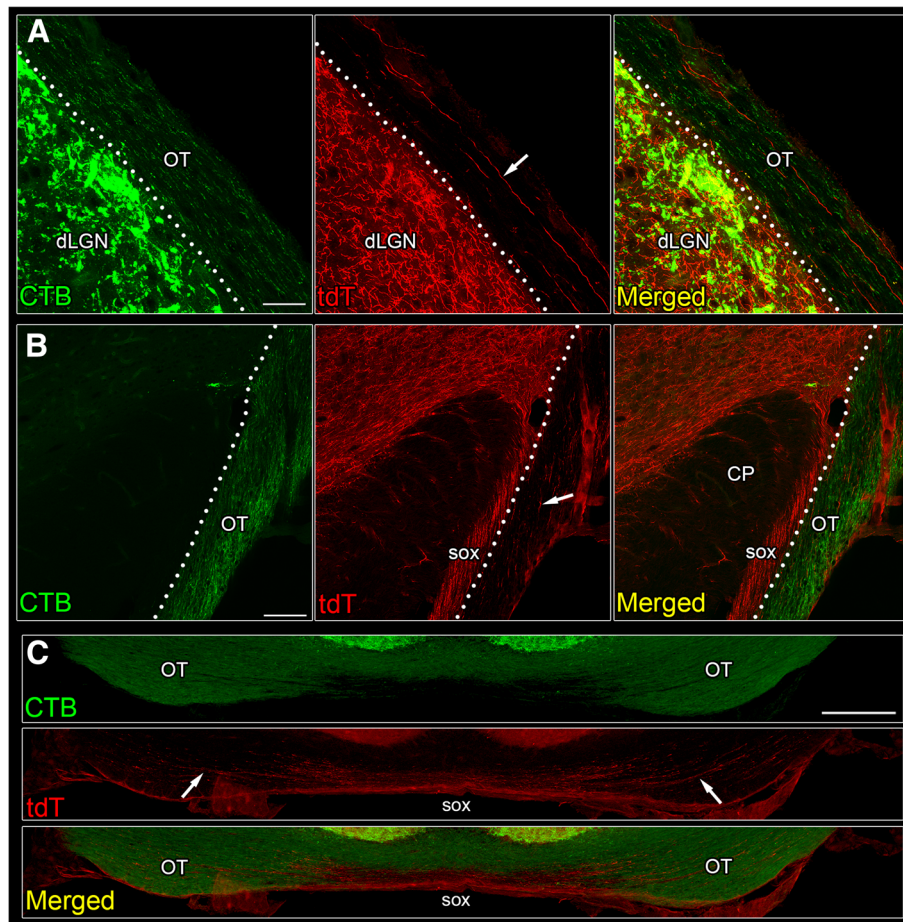 A
OT
dLGN
CTB
dLGN
tdT
OT
dLGN
Merged
B
OT
CTB
sox
tdT
CP
sox
OT
Merged
C
OT
OT
CTB
tdT
sox
OT
OT
Merged
sox